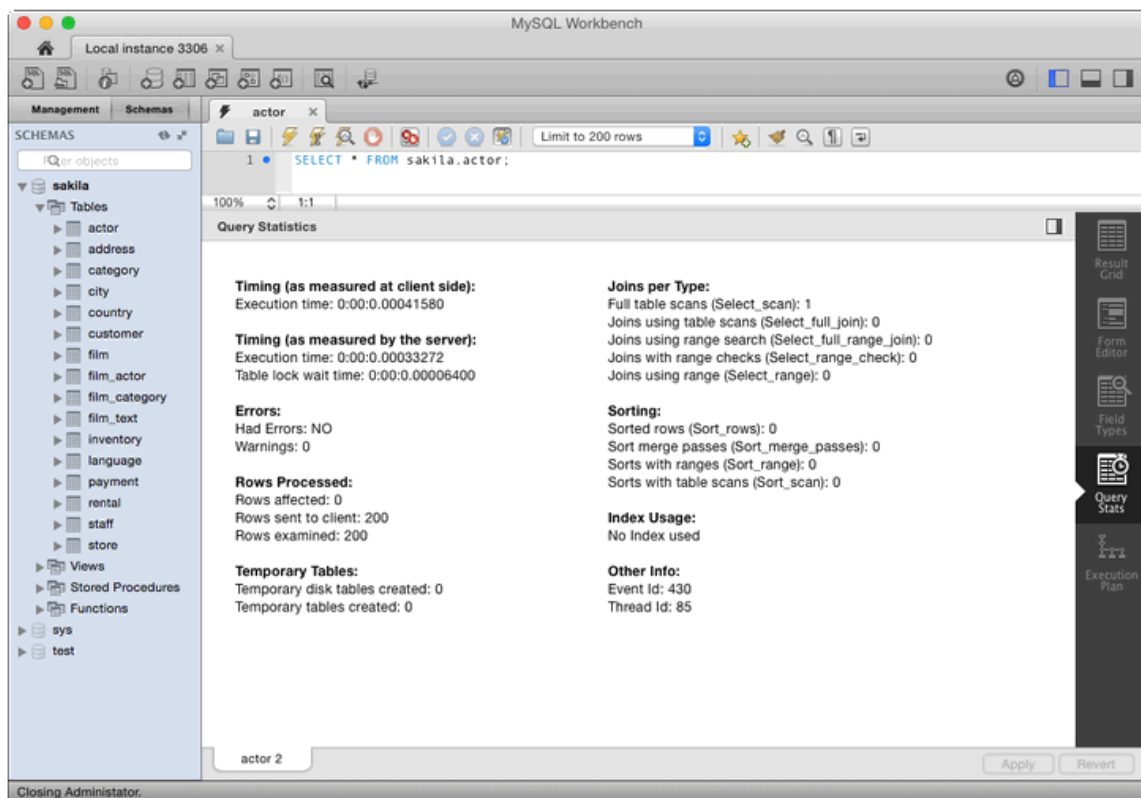 MySQL Workbench
Local instance 3306 ×
Management Schemas
SCHEMAS
Filter objects
sakila
Tables
actor
address
category
city
country
customer
film
film_actor
film_category
film_text
inventory
language
payment
rental
staff
store
Views
Stored Procedures
Functions
sys
test
actor ×
Limit to 200 rows
1 SELECT * FROM sakila.actor;
100% 1:1
Query Statistics
Timing (as measured at client side):
Execution time: 0:00:0.00041580
Timing (as measured by the server):
Execution time: 0:00:0.00033272
Table lock wait time: 0:00:0.00006400
Errors:
Had Errors: NO
Warnings: 0
Rows Processed:
Rows affected: 0
Rows sent to client: 200
Rows examined: 200
Temporary Tables:
Temporary disk tables created: 0
Temporary tables created: 0
Joins per Type:
Full table scans (Select_scan): 1
Joins using table scans (Select_full_join): 0
Joins using range search (Select_full_range_join): 0
Joins with range checks (Select_range_check): 0
Joins using range (Select_range): 0
Sorting:
Sorted rows (Sort_rows): 0
Sort merge passes (Sort_merge_passes): 0
Sorts with ranges (Sort_range): 0
Sorts with table scans (Sort_scan): 0
Index Usage:
No Index used
Other Info:
Event Id: 430
Thread Id: 85
Result
Grid
Form
Editor
Field
Types
Query
Stats
Execution
Plan
actor 2
Apply Revert
Closing Administator.